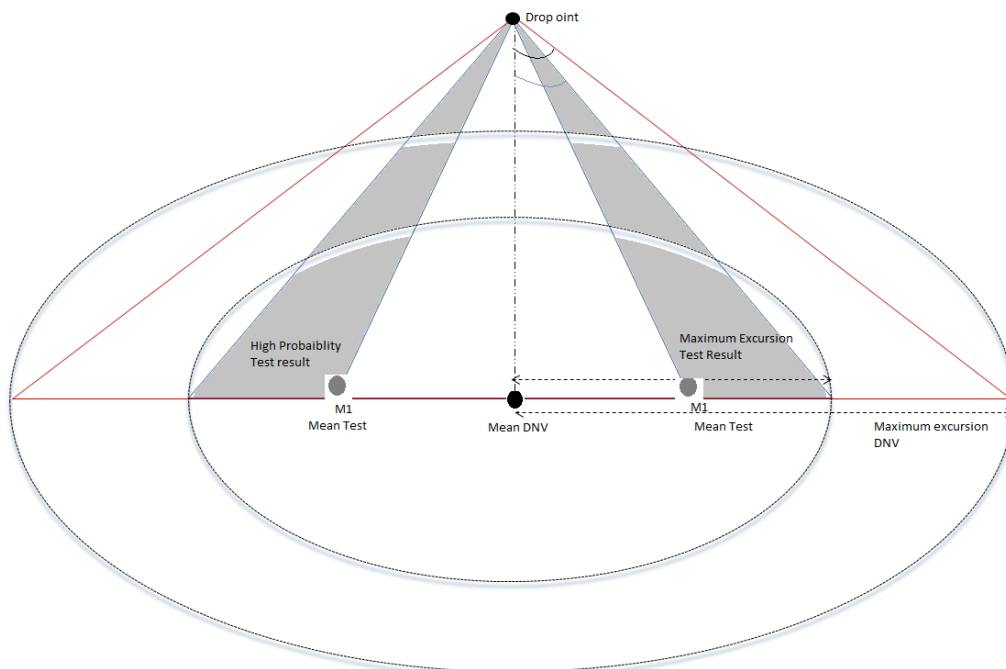 Drop oint
High Probaiblity
Test result
Maximum Excursion
Test Result
M1
Mean Test
Mean DNV
M1
Mean Test
Maximum excursion
DNV